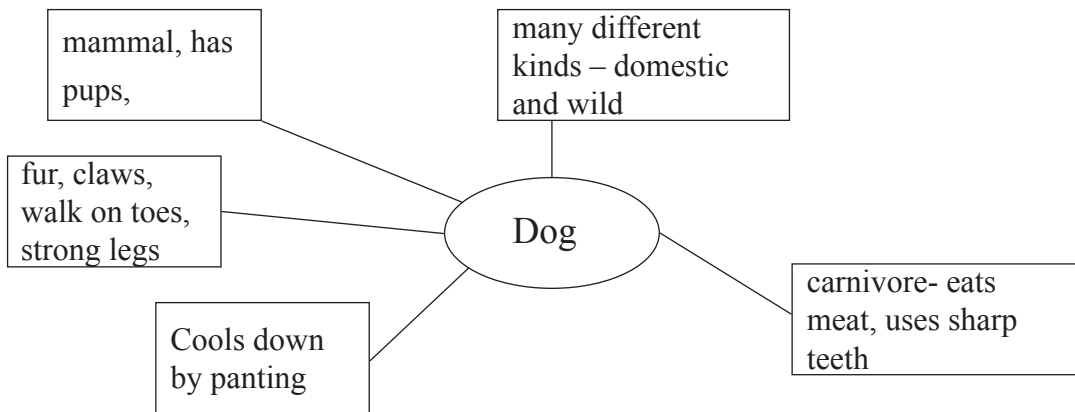 mammal, has
pups,
many different
kinds – domestic
and wild
fur, claws,
walk on toes,
strong legs
Dog
carnivore- eats
meat, uses sharp
teeth
Cools down
by panting